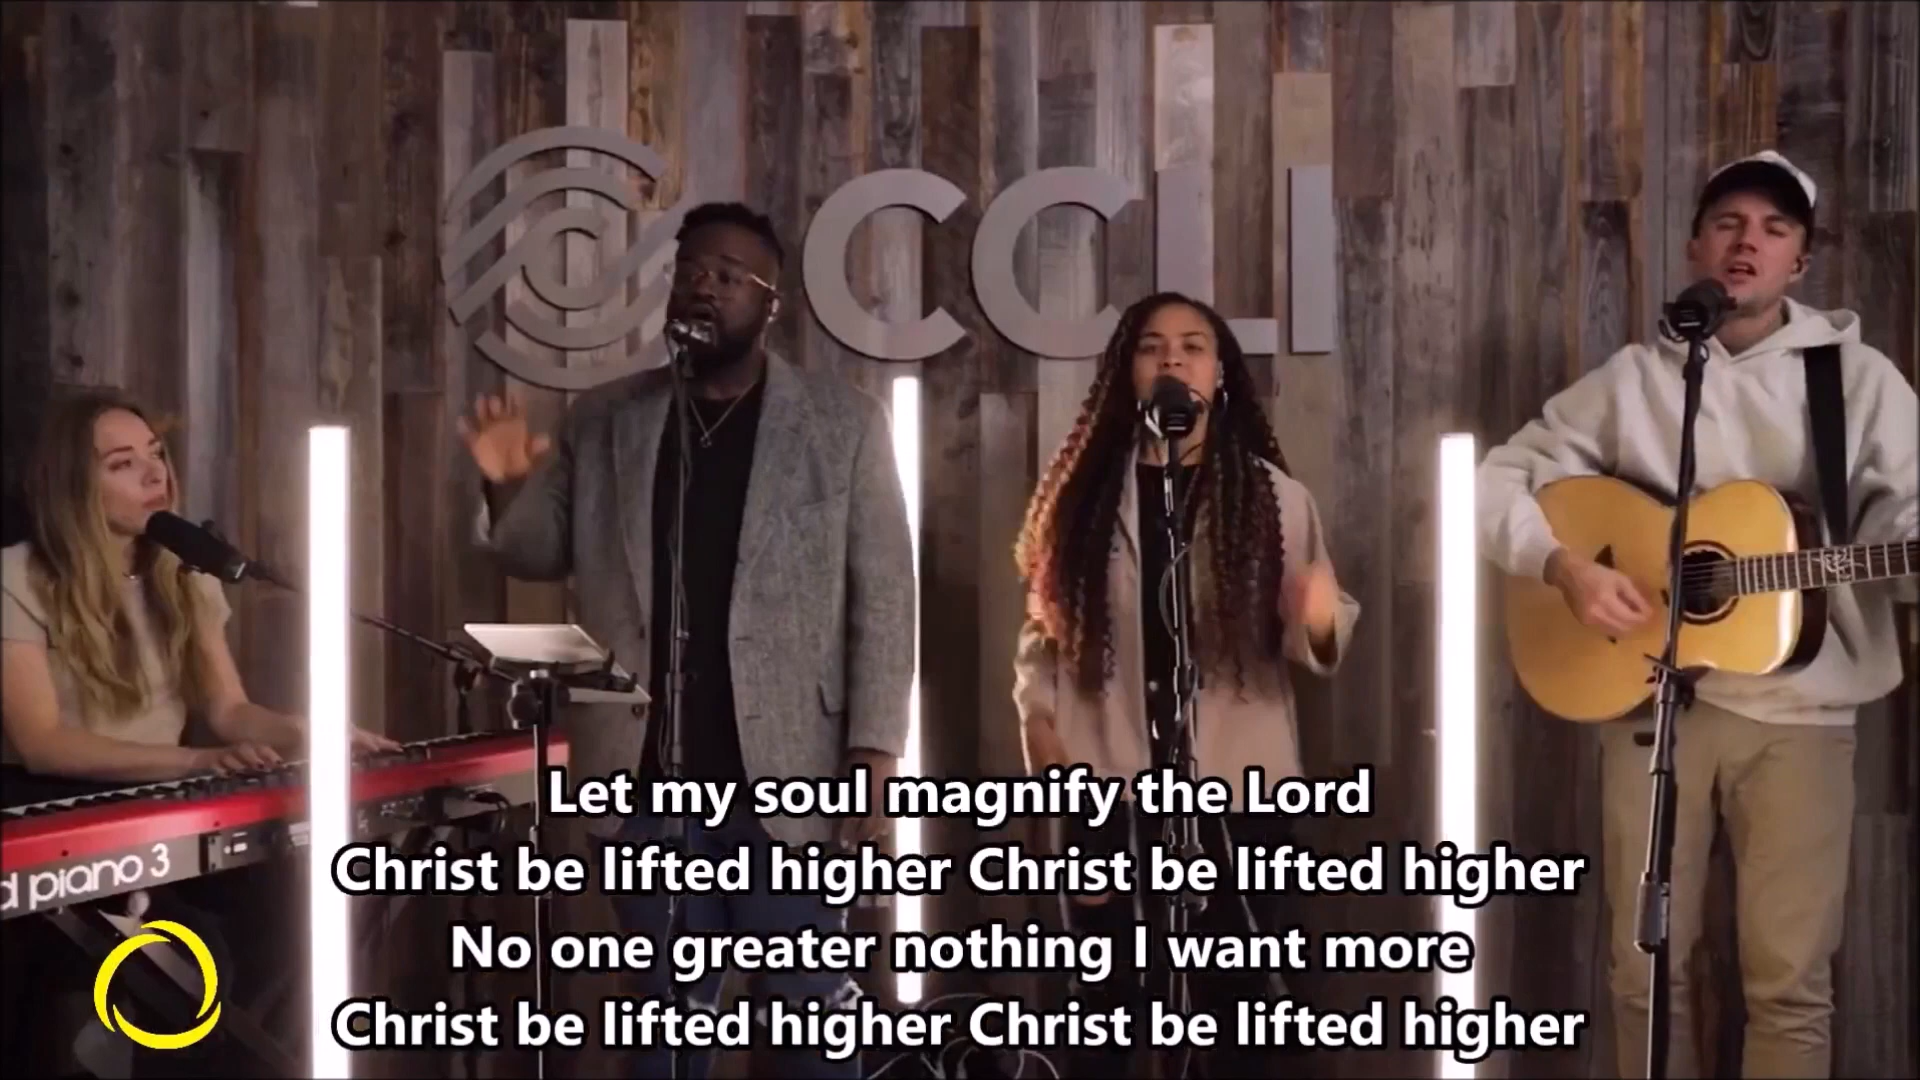 CCLI
Let my soul magnify the Lord
Christ be lifted higher Christ be lifted higher
d piano 3
No one greater nothing I want more
Christ be lifted higher Christ be lifted higher